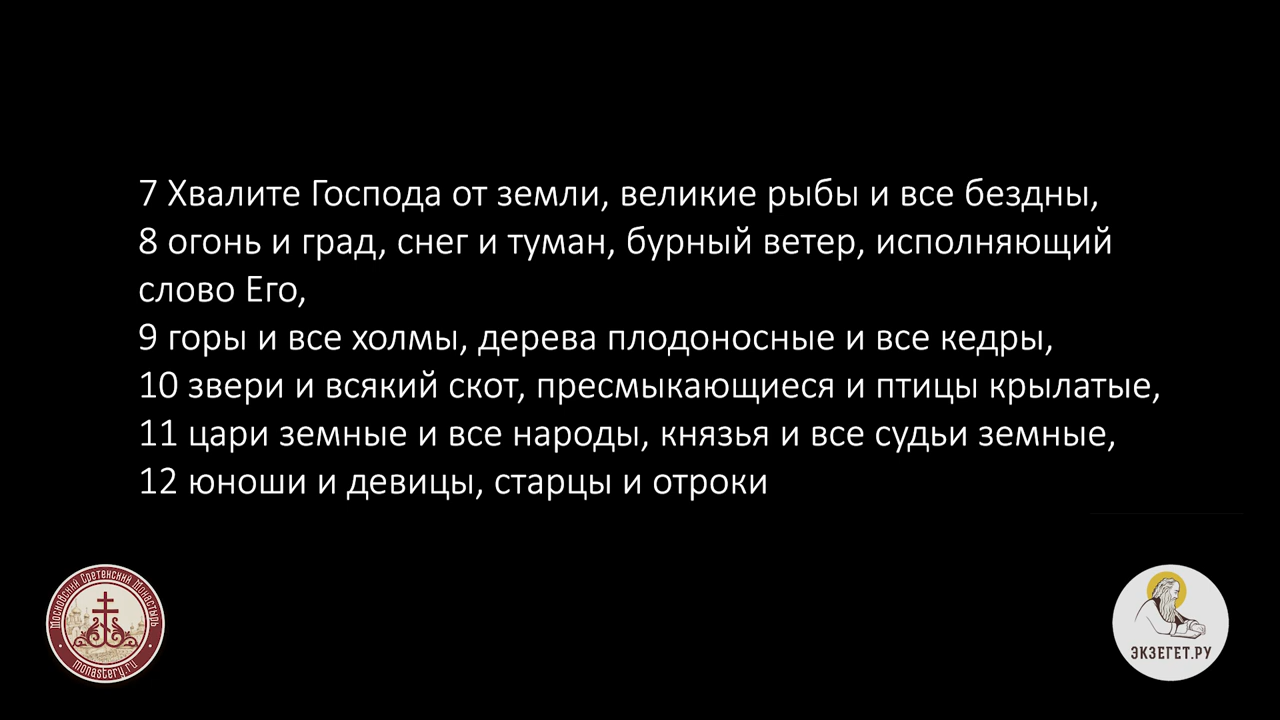 7 Хвалите Господа от земли, великие рыбы и все бездны,
8 огонь и град, снег и туман, бурный ветер, исполняющий
слово Его,
9 горы и все холмы, дерева плодоносные и все кедры,
10 звери и всякий скот, пресмыкающиеся и птицы крылатые,
11 цари земные и все народы, князья и все судьи земные,
12 юноши и девицы, старцы и отроки
Московский Сретенский Монастырь
monastery.ru
ЭКЗЕГЕТ.РУ